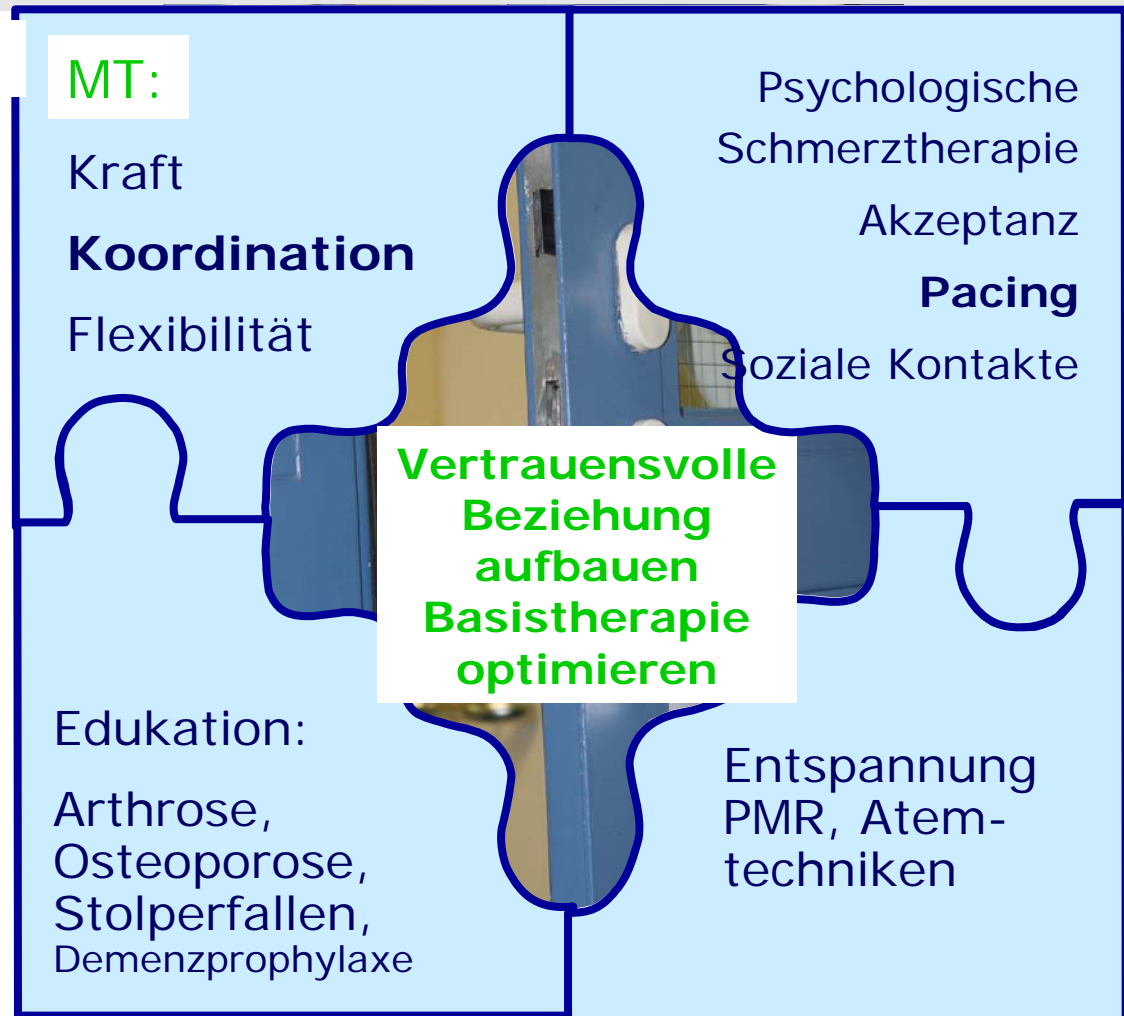 MT:
Kraft
Koordination
Flexibilität
Psychologische
Schmerztherapie
Akzeptanz
Pacing
Soziale Kontakte
Vertrauensvolle
Beziehung
aufbauen
Basistherapie
optimieren
Edukation:
Arthrose,
Osteoporose,
Stolperfallen,
Demenzprophylaxe
Entspannung
PMR, Atem-
techniken